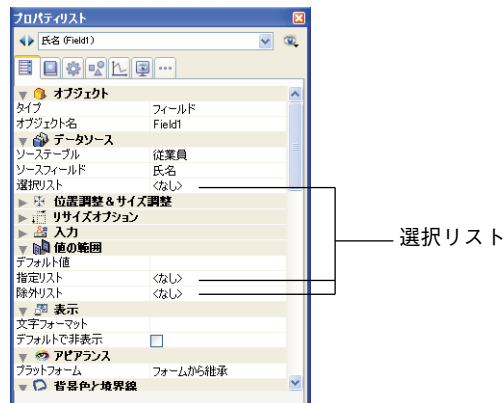 プロパティリスト
氏名 (Field1)
オブジェクト
タイプ フィールド
オブジェクト名 Field1
データソース
ソーステーブル 従業員
ソースフィールド 氏名
選択リスト <なし>
位置調整&サイズ調整
リサイズオプション
入力
値の範囲
デフォルト値
指定リスト <なし>
除外リスト <なし>
選択リスト
表示
文字フォーマット
デフォルトで非表示
アピアランス
プラットフォーム フォームから継承
背景色と境界線